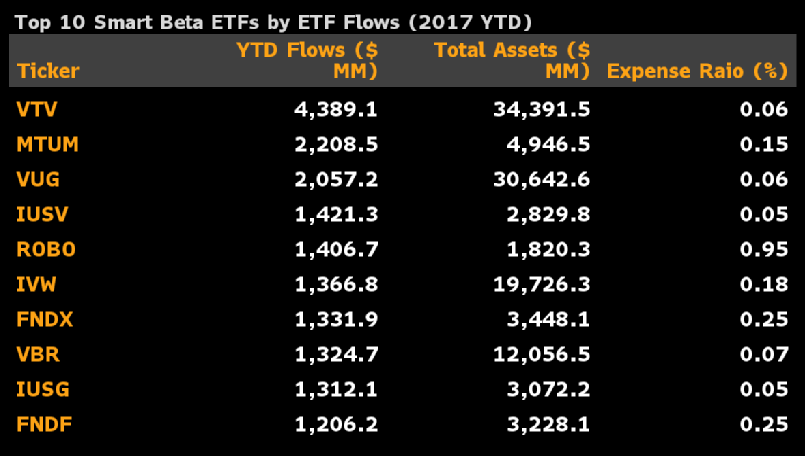 Top 10 Smart Beta ETFs by ETF Flows (2017 YTD)
Ticker YTD Flows ($ MM) Total Assets ($ MM) Expense Raio (%)
VTV 4,389.1 34,391.5 0.06
MTUM 2,208.5 4,946.5 0.15
VUG 2,057.2 30,642.6 0.06
IUSV 1,421.3 2,829.8 0.05
ROBO 1,406.7 1,820.3 0.95
IVW 1,366.8 19,726.3 0.18
FNDX 1,331.9 3,448.1 0.25
VBR 1,324.7 12,056.5 0.07
IUSG 1,312.1 3,072.2 0.05
FNDF 1,206.2 3,228.1 0.25